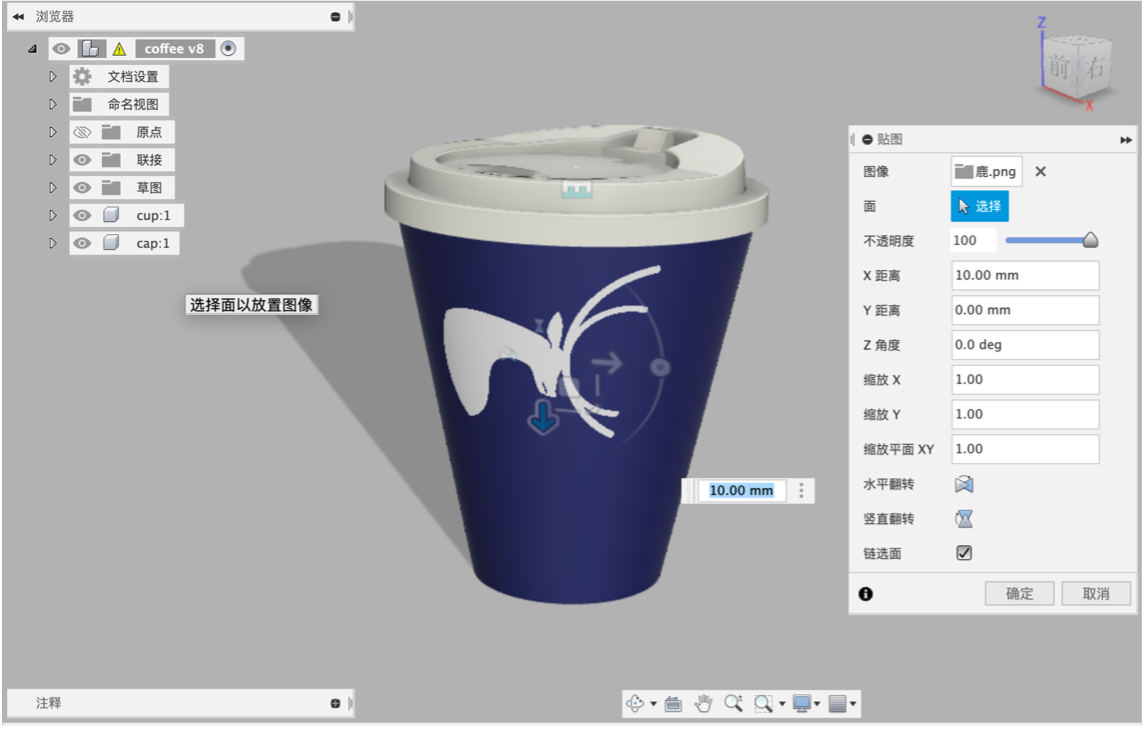 浏览器
coffee v8
文档设置
命名视图
原点
联接
草图
cup:1
cap:1
选择面以放置图像
10.00 mm
Z
前
右
X
贴图
图像 鹿.png
面 选择
不透明度 100
X 距离 10.00 mm
Y 距离 0.00 mm
Z 角度 0.0 deg
缩放 X 1.00
缩放 Y 1.00
缩放平面 XY 1.00
水平翻转
竖直翻转
链选面
确定 取消
注释